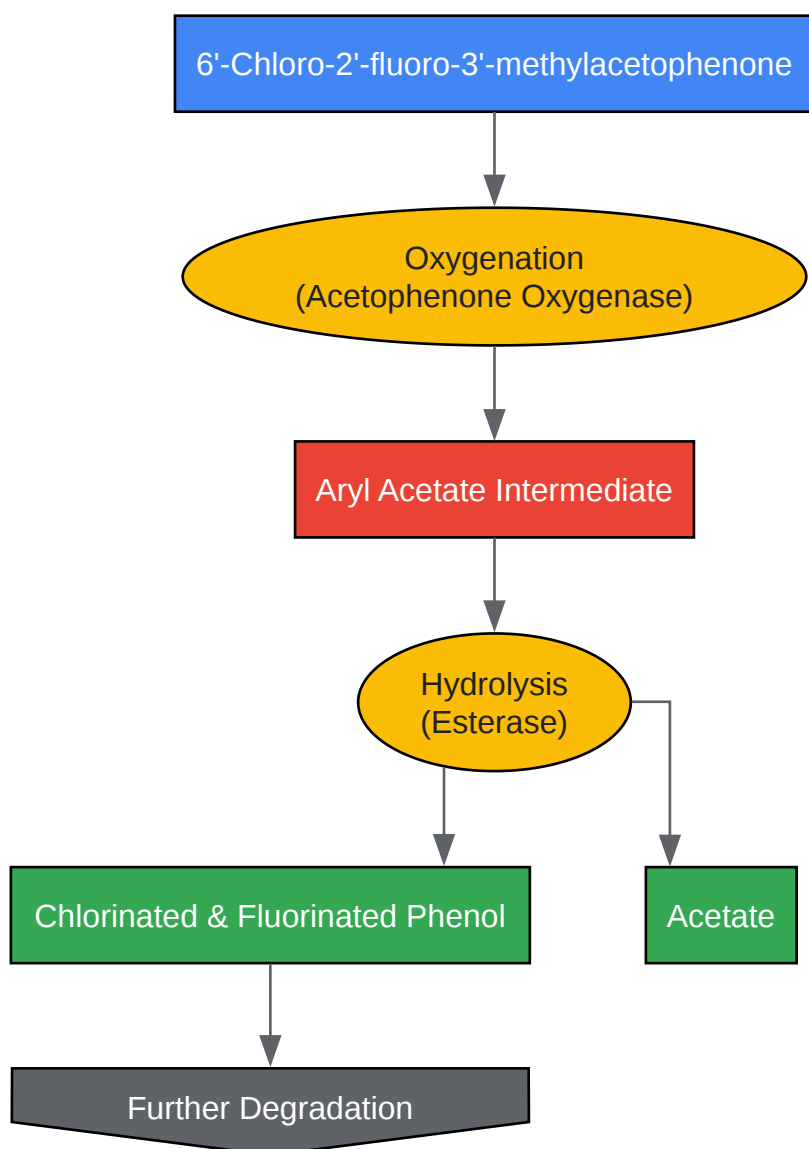 6'-Chloro-2'-fluoro-3'-methylacetophenone
Oxygenation
(Acetophenone Oxygenase)
Aryl Acetate Intermediate
Hydrolysis
(Esterase)
Chlorinated & Fluorinated Phenol
Acetate
Further Degradation